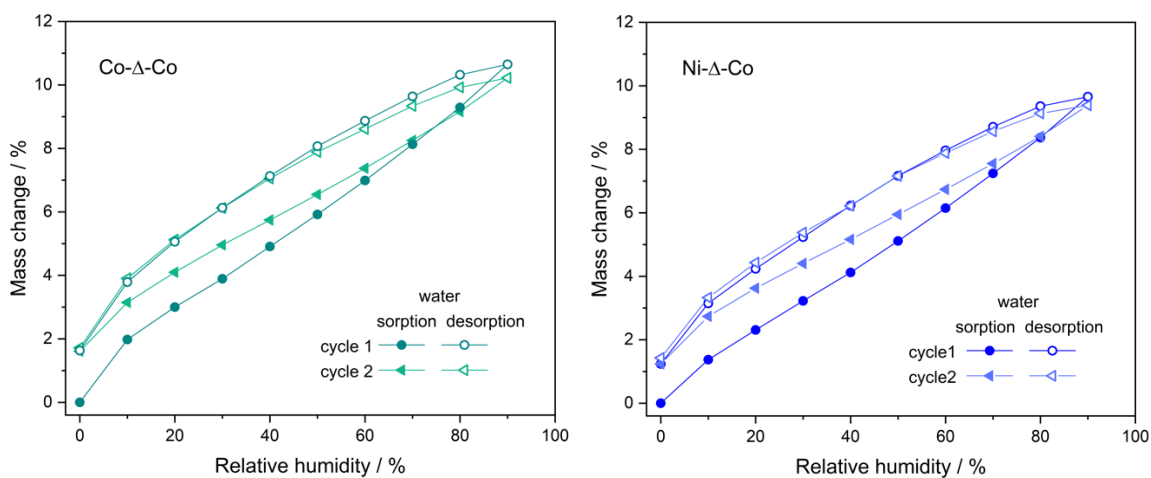 12
10
8
6
4
2
0
Mass change / %
Co-Δ-Co
water
sorption desorption
cycle 1
cycle 2
0 20 40 60 80 100
Relative humidity / %
12
10
8
6
4
2
0
Mass change / %
Ni-Δ-Co
water
sorption desorption
cycle1
cycle2
0 20 40 60 80 100
Relative humidity / %